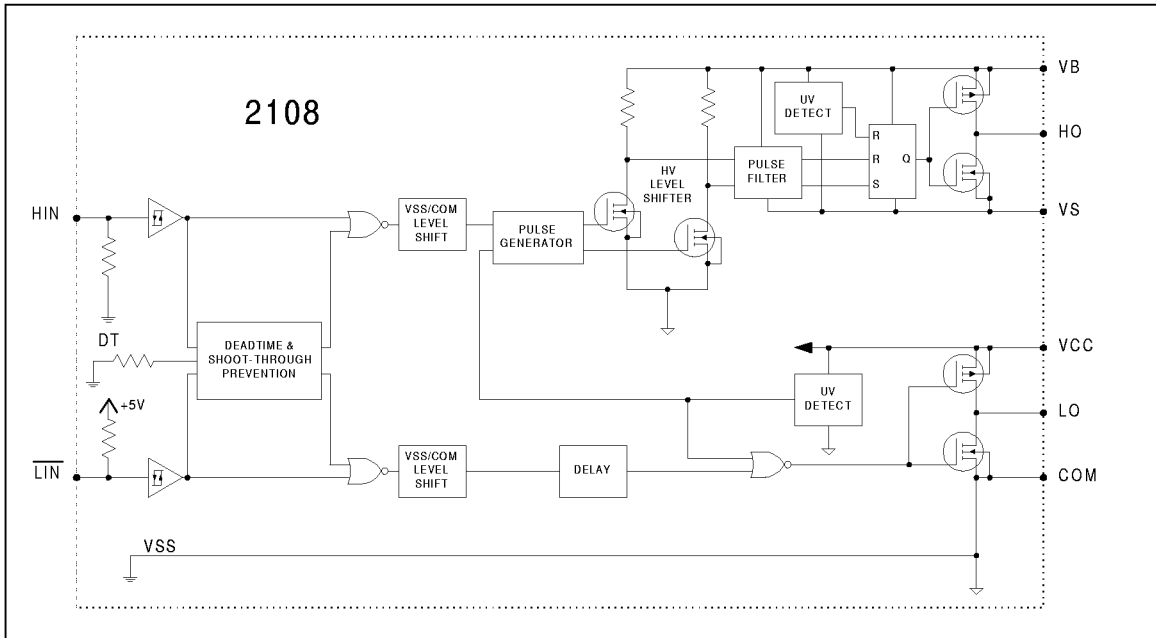 2108
VB
UV
DETECT
HO
R
R
Q
S
PULSE
FILTER
HV
LEVEL
SHIFTER
VS
HIN
VSS/COM
LEVEL
SHIFT
PULSE
GENERATOR
DT
DEADTIME &
SHOOT-THROUGH
PREVENTION
VCC
UV
DETECT
+5V
LO
LIN
VSS/COM
LEVEL
SHIFT
DELAY
COM
VSS